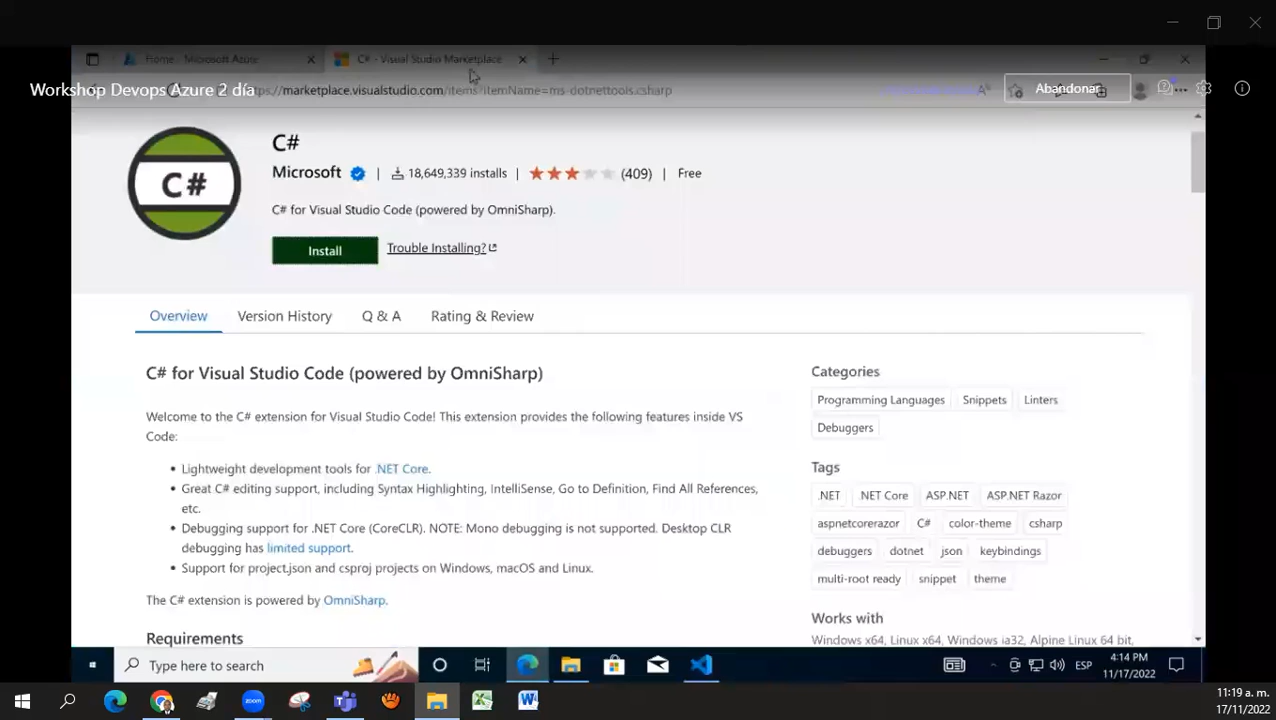 Home - Microsoft Azure
C# - Visual Studio Marketplace
Workshop Devops Azure 2 día
https://marketplace.visualstudio.com/items?itemName=ms-dotnettools.csharp
Abandonar
C#
C#
Microsoft | 18,649,339 installs | (409) | Free
C# for Visual Studio Code (powered by OmniSharp).
Install
Trouble Installing?
Overview
Version History
Q & A
Rating & Review
C# for Visual Studio Code (powered by OmniSharp)
Welcome to the C# extension for Visual Studio Code! This extension provides the following features inside VS
Code:
• Lightweight development tools for .NET Core.
• Great C# editing support, including Syntax Highlighting, IntelliSense, Go to Definition, Find All References,
etc.
• Debugging support for .NET Core (CoreCLR). NOTE: Mono debugging is not supported. Desktop CLR
debugging has limited support.
• Support for project.json and csproj projects on Windows, macOS and Linux.
The C# extension is powered by OmniSharp.
Requirements
Categories
Programming Languages
Snippets
Linters
Debuggers
Tags
.NET
.NET Core
ASP.NET
ASP.NET Razor
aspnetcorerazor
C#
color-theme
csharp
debuggers
dotnet
json
keybindings
multi-root ready
snippet
theme
Works with
Windows x64, Linux x64, Windows ia32, Alpine Linux 64 bit,
Type here to search
ESP
4:14 PM
11/17/2022
zoom
11:19 a. m.
17/11/2022